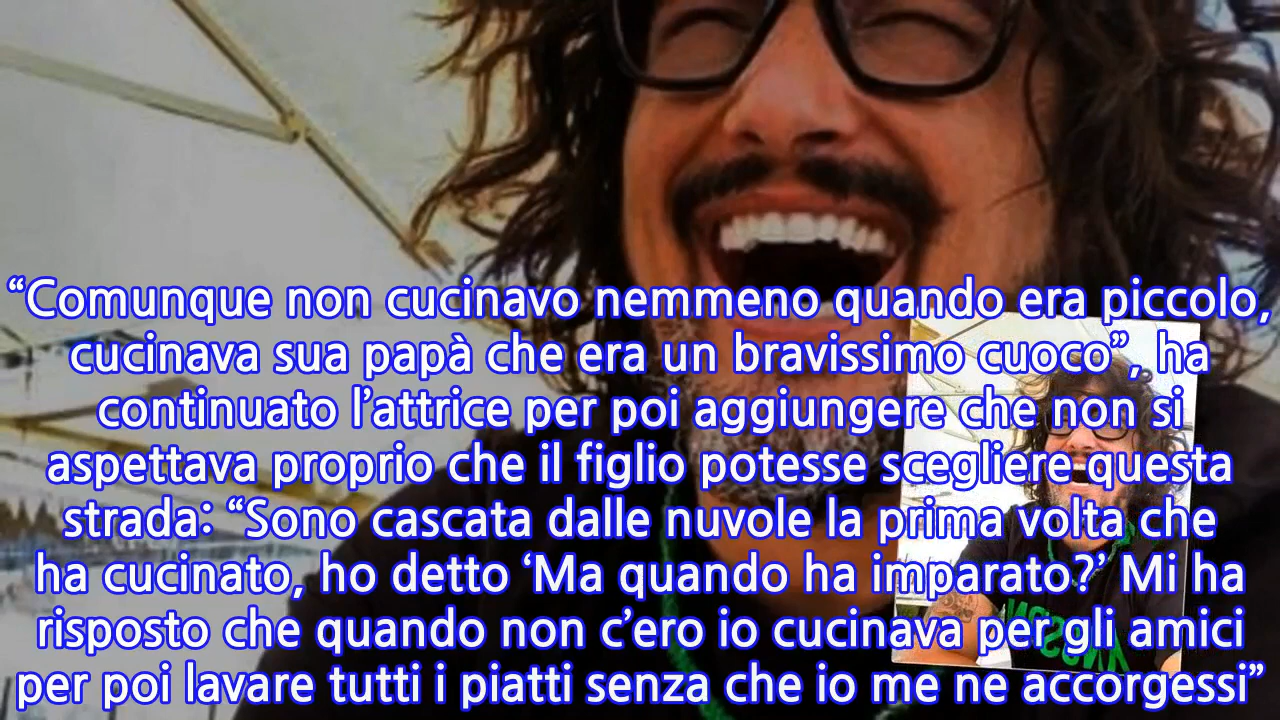 “Comunque non cucinavo nemmeno quando era piccolo,
cucinava sua papà che era un bravissimo cuoco”, ha
continuato l’attrice per poi aggiungere che non si
aspettava proprio che il figlio potesse scegliere questa
strada: “Sono cascata dalle nuvole la prima volta che
ha cucinato, ho detto ‘Ma quando ha imparato?’ Mi ha
risposto che quando non c’ero io cucinava per gli amici
per poi lavare tutti i piatti senza che io me ne accorgessi”